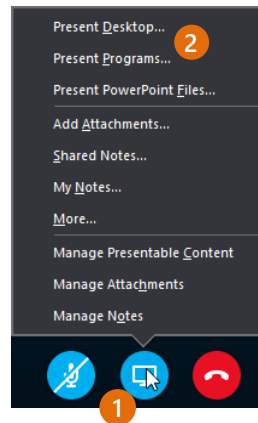 Present Desktop...
2
Present Programs...
Present PowerPoint Files...
Add Attachments...
Shared Notes...
My Notes...
More...
Manage Presentable Content
Manage Attachments
Manage Notes
1